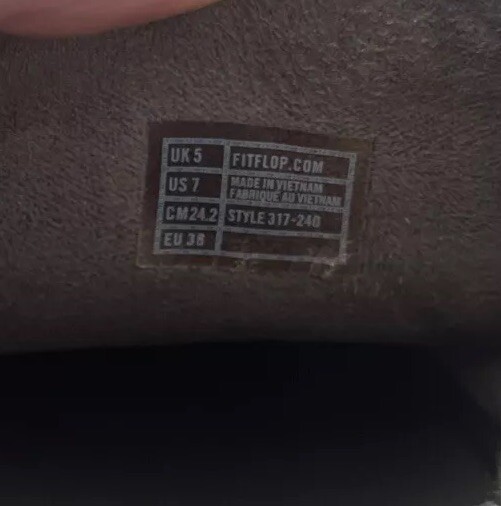 UK 5 FITFLOP.COM
US 7 MADE IN VIETNAM
FABRIQUÉ AU VIETNAM
CM 24.2 STYLE 317-240
EU 38